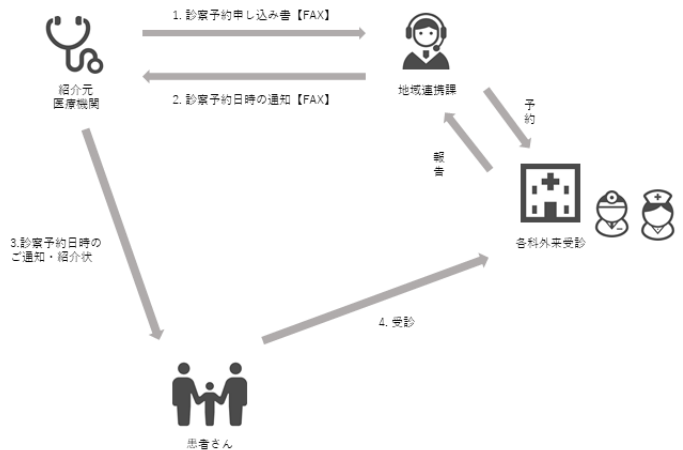 1. 診察予約申し込み書【FAX】
紹介元
医療機関
地域連携課
2. 診察予約日時の通知【FAX】
予
約
報
告
各科外来受診
3.診察予約日時の
ご通知・紹介状
4. 受診
患者さん